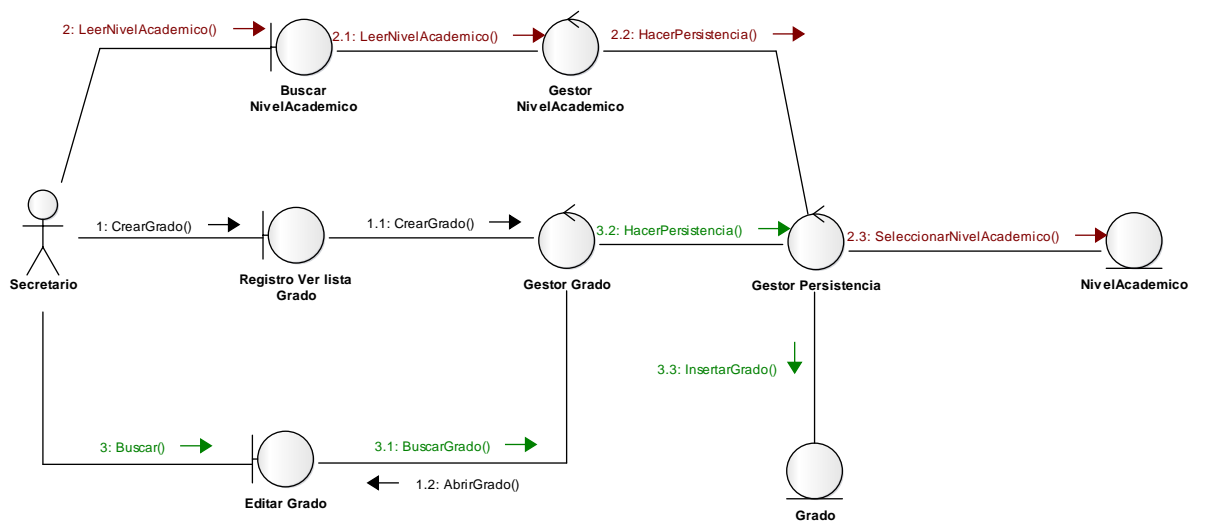 2: LeerNivelAcademico()
2.1: LeerNivelAcademico()
2.2: HacerPersistencia()
Buscar
NivelAcademico
Gestor
NivelAcademico
1: CrearGrado()
1.1: CrearGrado()
3.2: HacerPersistencia()
2.3: SeleccionarNivelAcademico()
Secretario
Registro Ver lista
Grado
Gestor Grado
Gestor Persistencia
NivelAcademico
3.3: InsertarGrado()
3: Buscar()
3.1: BuscarGrado()
1.2: AbrirGrado()
Editar Grado
Grado